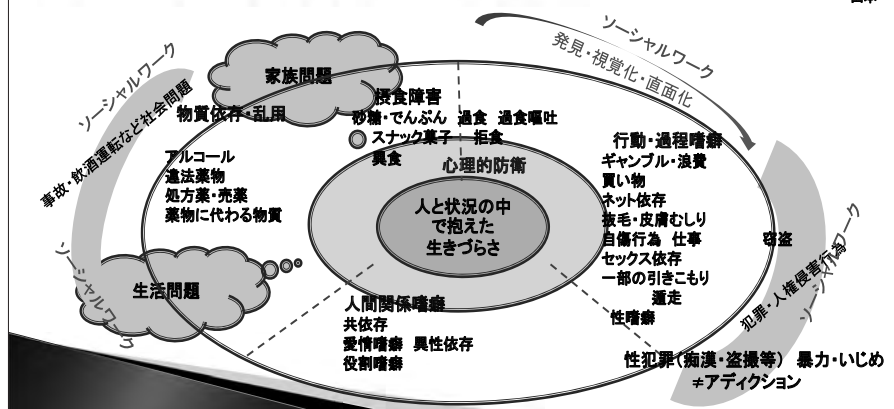 ソーシャルワーク
発見・視覚化・直面化
ソーシャルワーク
事故・飲酒運転など社会問題
家族問題
物質依存・乱用
アルコール
違法薬物
処方薬・売薬
薬物に代わる物質
摂食障害
砂糖・でんぷん 過食 過食嘔吐
スナック菓子 拒食
異食
心理的防衛
人と状況の中
で抱えた
生きづらさ
行動・過程嗜癖
ギャンブル・浪費
買い物
ネット依存
抜毛・皮膚むしり
自傷行為 仕事
セックス依存
一部の引きこもり
遁走
性嗜癖
窃盗
犯罪・人権侵害行為
ソーシャルワーク
ソーシャルワーク
生活問題
人間関係嗜癖
共依存
愛情嗜癖 異性依存
役割嗜癖
性犯罪(痴漢・盗撮等) 暴力・いじめ
≠アディクション